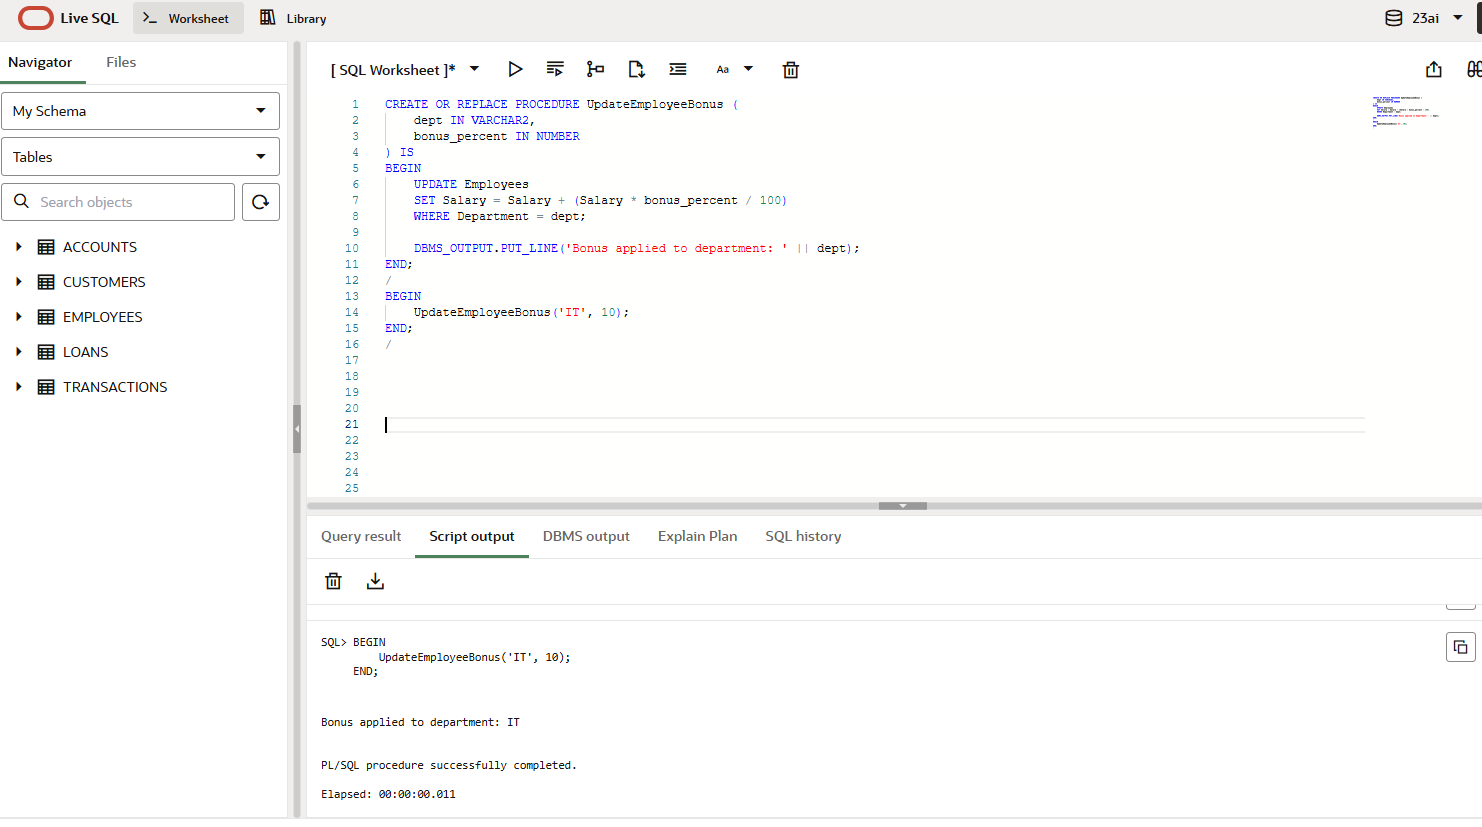 Live SQL
Worksheet
Library
23ai
Navigator
Files
[ SQL Worksheet ]*
Aa
My Schema
Tables
Search objects
ACCOUNTS
CUSTOMERS
EMPLOYEES
LOANS
TRANSACTIONS
1 CREATE OR REPLACE PROCEDURE UpdateEmployeeBonus (
2 dept IN VARCHAR2,
3 bonus_percent IN NUMBER
4 ) IS
5 BEGIN
6 UPDATE Employees
7 SET Salary = Salary + (Salary * bonus_percent / 100)
8 WHERE Department = dept;
9
10 DBMS_OUTPUT.PUT_LINE('Bonus applied to department: ' || dept);
11 END;
12 /
13 BEGIN
14 UpdateEmployeeBonus('IT', 10);
15 END;
16 /
17
18
19
20
21
22
23
24
25
Query result
Script output
DBMS output
Explain Plan
SQL history
SQL> BEGIN
UpdateEmployeeBonus('IT', 10);
END;
Bonus applied to department: IT
PL/SQL procedure successfully completed.
Elapsed: 00:00:00.011